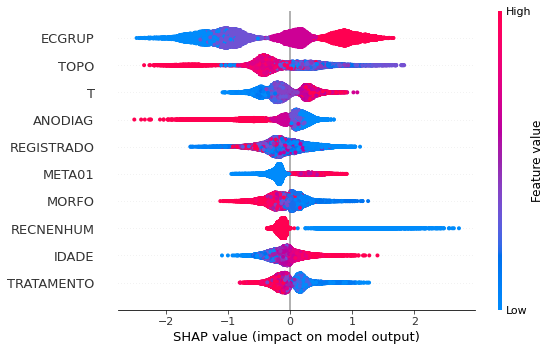 High
ECGRUP
TOPO
T
ANODIAG
REGISTRADO
META01
MORFO
RECNENHUM
IDADE
TRATAMENTO
Low
Feature value
−2
−1
0
1
2
SHAP value (impact on model output)